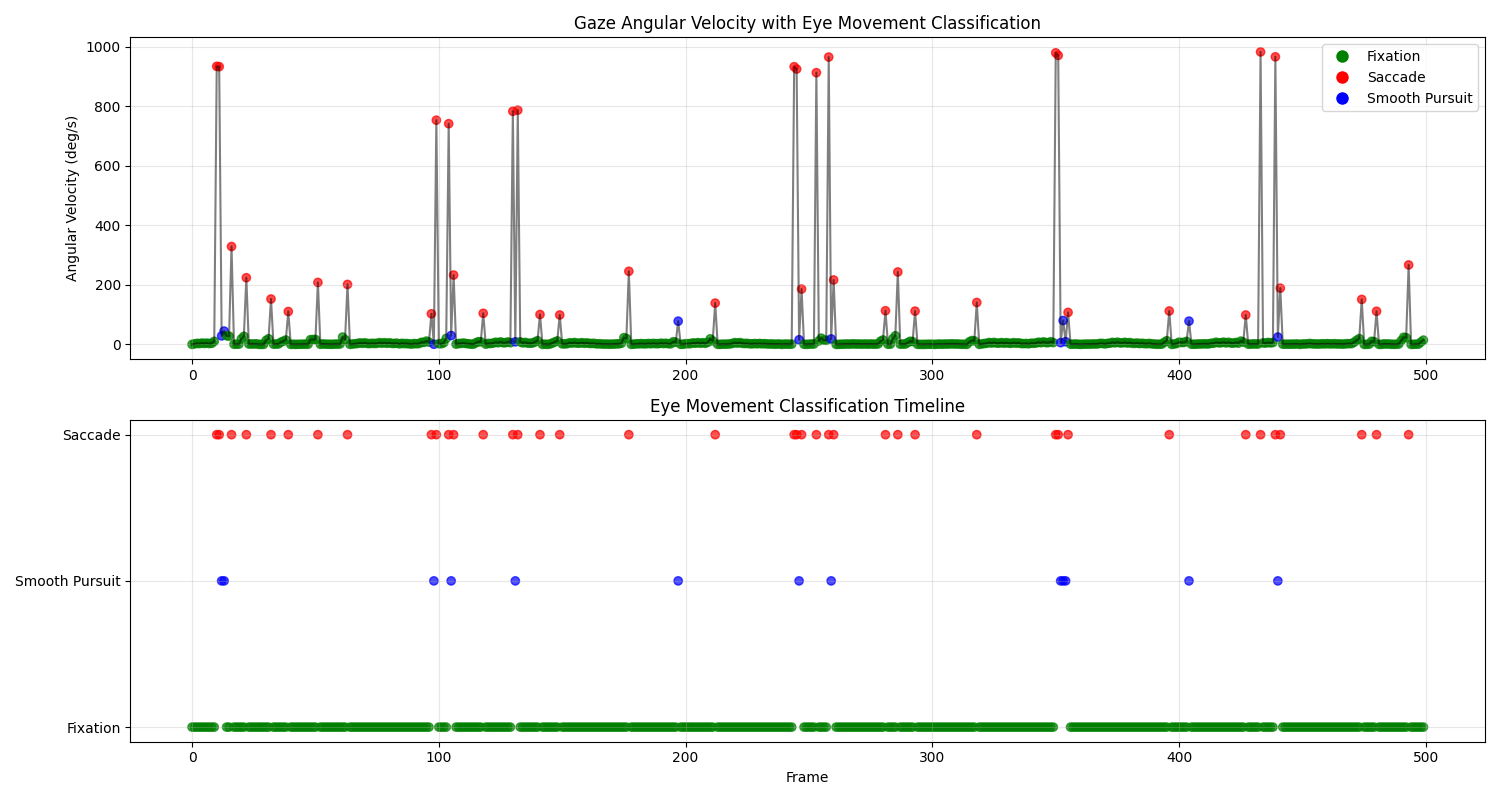 Gaze Angular Velocity with Eye Movement Classification
Angular Velocity (deg/s)
1000
800
600
400
200
0
Fixation
Saccade
Smooth Pursuit
0 100 200 300 400 500
Eye Movement Classification Timeline
Saccade
Smooth Pursuit
Fixation
0 100 200 300 400 500
Frame